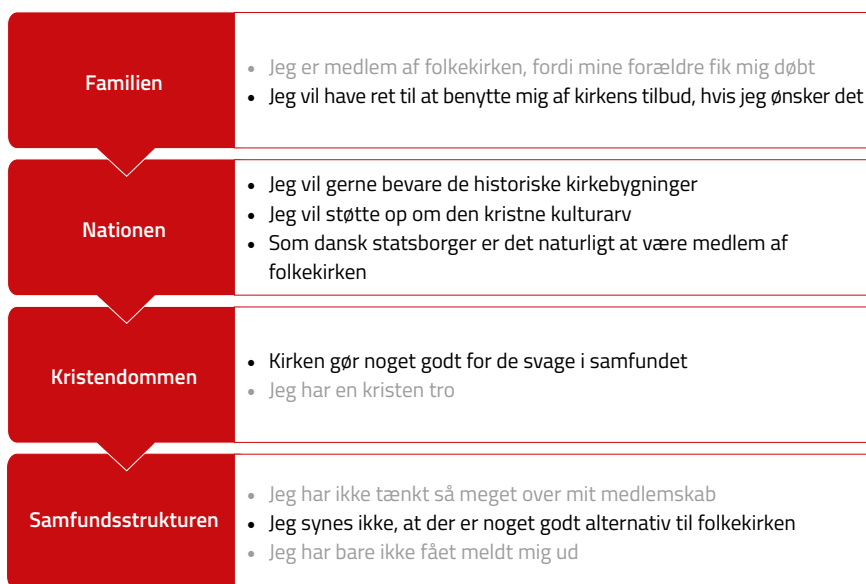 Familien
• Jeg er medlem af folkekirken, fordi mine forældre fik mig døbt
• Jeg vil have ret til at benytte mig af kirkens tilbud, hvis jeg ønsker det
Nationen
• Jeg vil gerne bevare de historiske kirkebygninger
• Jeg vil støtte op om den kristne kulturarv
• Som dansk statsborger er det naturligt at være medlem af
folkekirken
Kristendommen
• Kirken gør noget godt for de svage i samfundet
• Jeg har en kristen tro
Samfundsstrukturen
• Jeg har ikke tænkt så meget over mit medlemskab
• Jeg synes ikke, at der er noget godt alternativ til folkekirken
• Jeg har bare ikke fået meldt mig ud